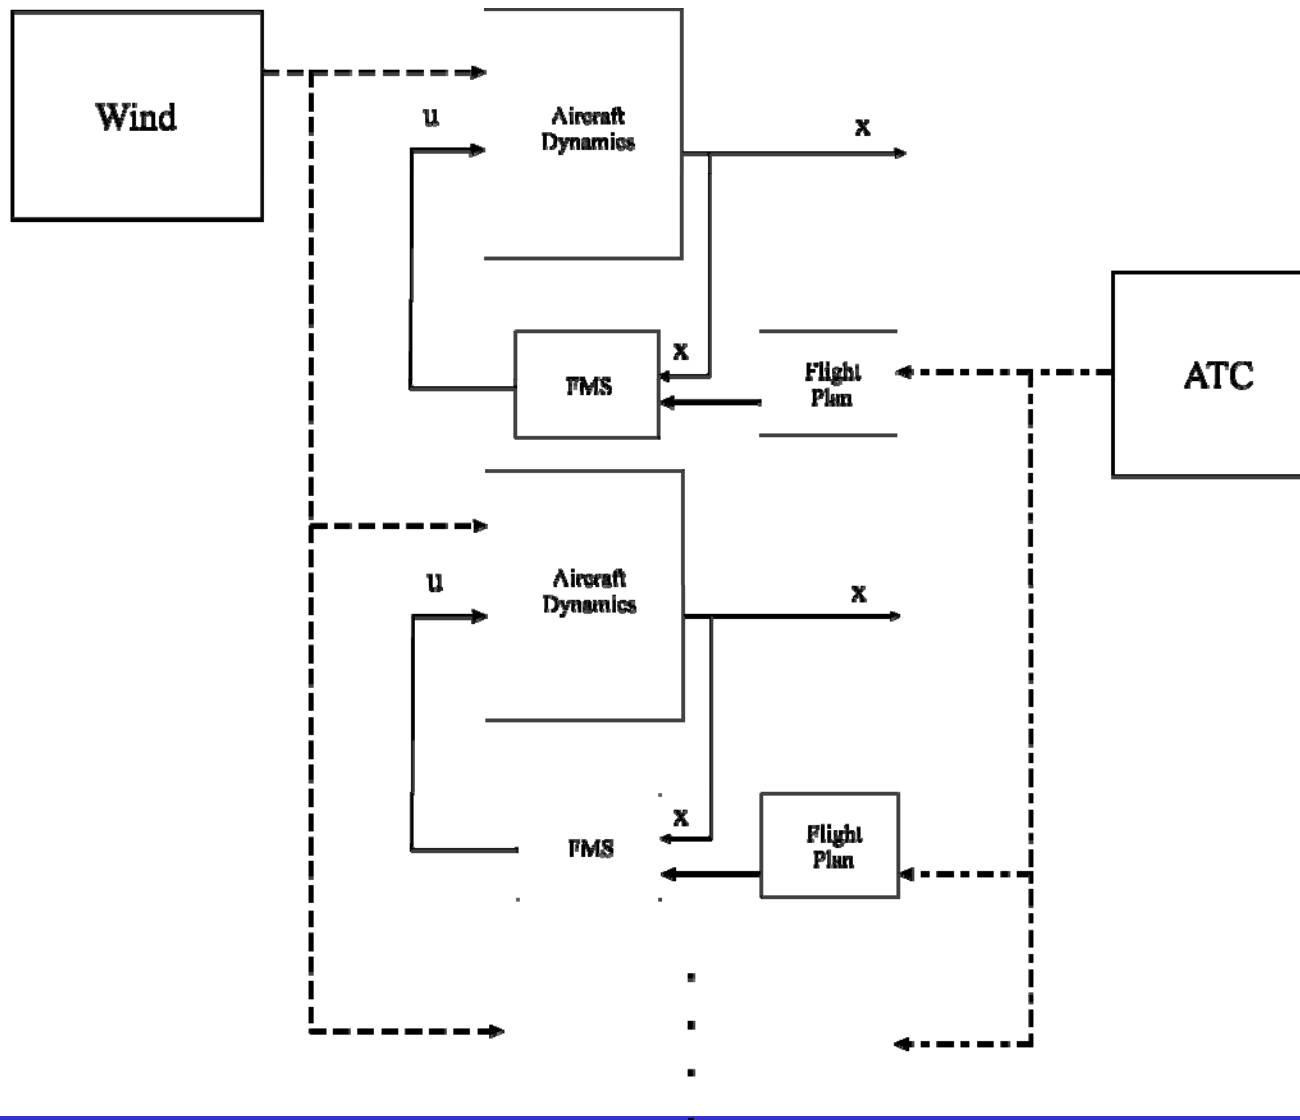 Wind
u
Aircraft
Dynamics
x
x
FMS
Flight
Plan
ATC
u
Aircraft
Dynamics
x
x
FMS
Flight
Plan